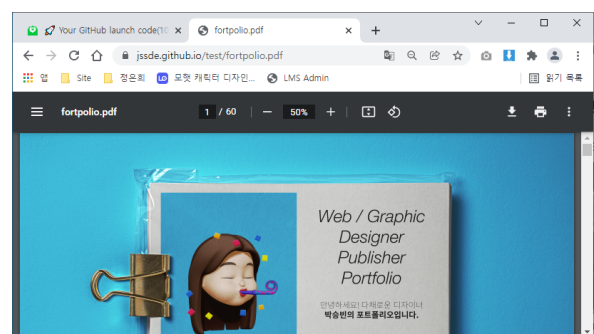 Your GitHub launch code(10
fortpolio.pdf
jssde.github.io/test/fortpolio.pdf
앱
Site
정은희
모헷 캐릭터 디자인...
LMS Admin
읽기 목록
fortpolio.pdf
1 / 60
50%
Web / Graphic
Designer
Publisher
Portfolio
안녕하세요! 다채로운 디자이너
박승빈의 포트폴리오입니다.